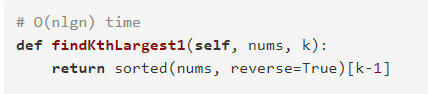 # O(nlgn) time
def findKthLargest1(self, nums, k):
    return sorted(nums, reverse=True)[k-1]